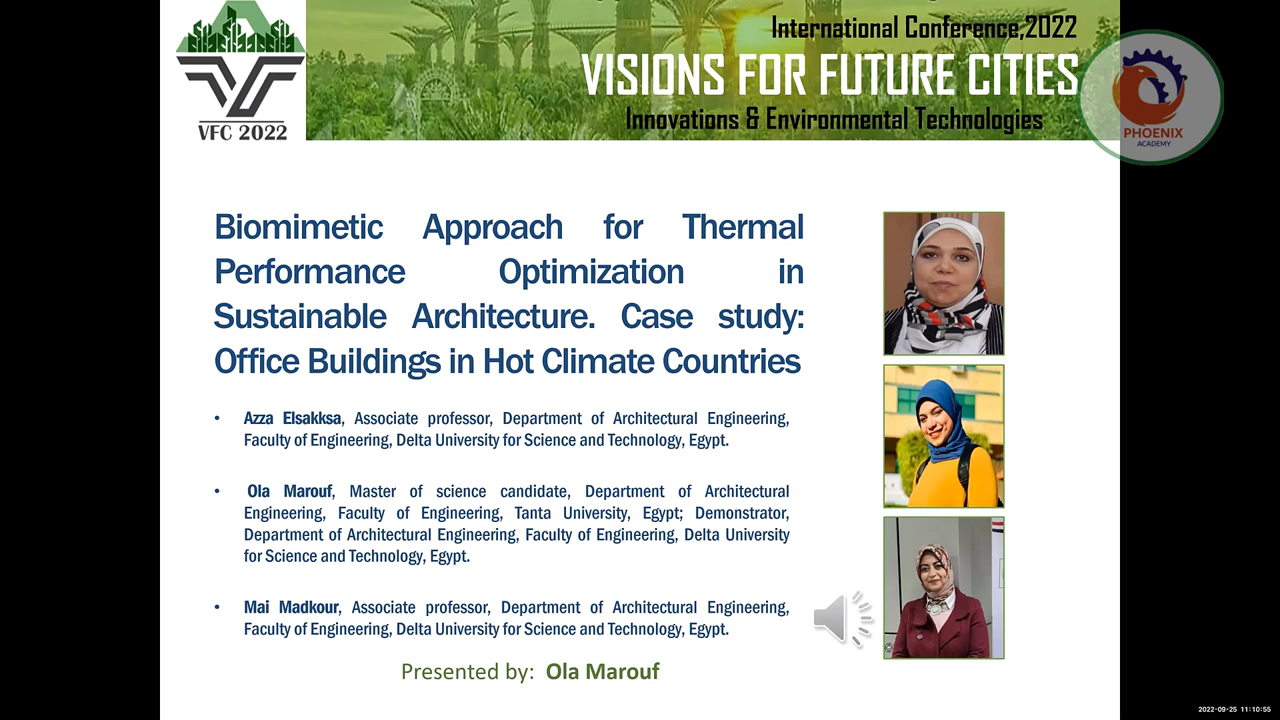 International Conference,2022
VISIONS FOR FUTURE CITIES
Innovations & Environmental Technologies
VFC 2022
PHOENIX
ACADEMY
Biomimetic Approach for Thermal
Performance Optimization in
Sustainable Architecture. Case study:
Office Buildings in Hot Climate Countries
• Azza Elsakksa, Associate professor, Department of Architectural Engineering,
Faculty of Engineering, Delta University for Science and Technology, Egypt.
• Ola Marouf, Master of science candidate, Department of Architectural
Engineering, Faculty of Engineering, Tanta University, Egypt; Demonstrator,
Department of Architectural Engineering, Faculty of Engineering, Delta University
for Science and Technology, Egypt.
• Mai Madkour, Associate professor, Department of Architectural Engineering,
Faculty of Engineering, Delta University for Science and Technology, Egypt.
Presented by: Ola Marouf
2022-09-25 11:10:55